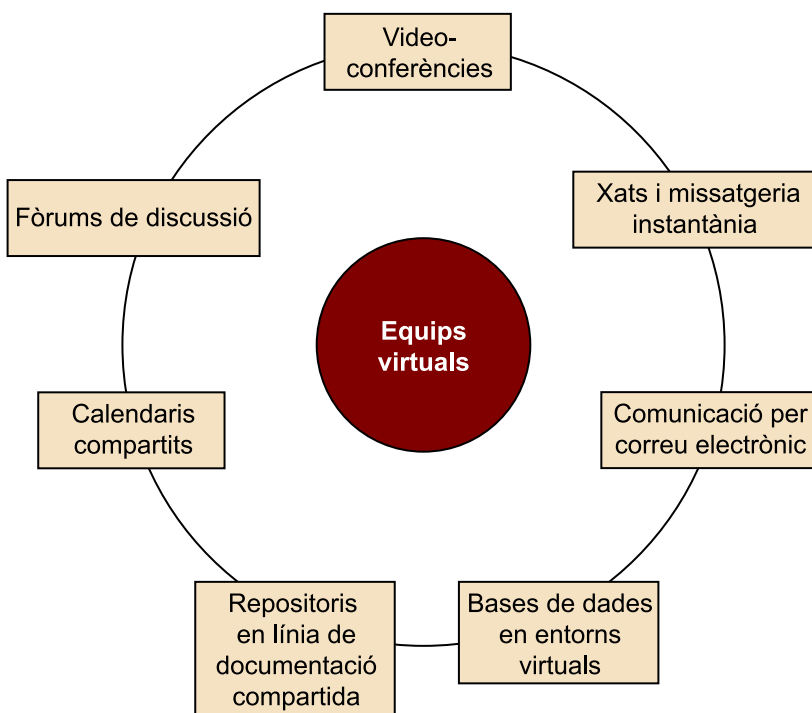 Video-
conferències
Xats i missatgeria
instantània
Comunicació per
correu electrònic
Bases de dades
en entorns
virtuals
Repositoris
en línia de
documentació
compartida
Calendaris
compartits
Fòrums de discussió
Equips
virtuals